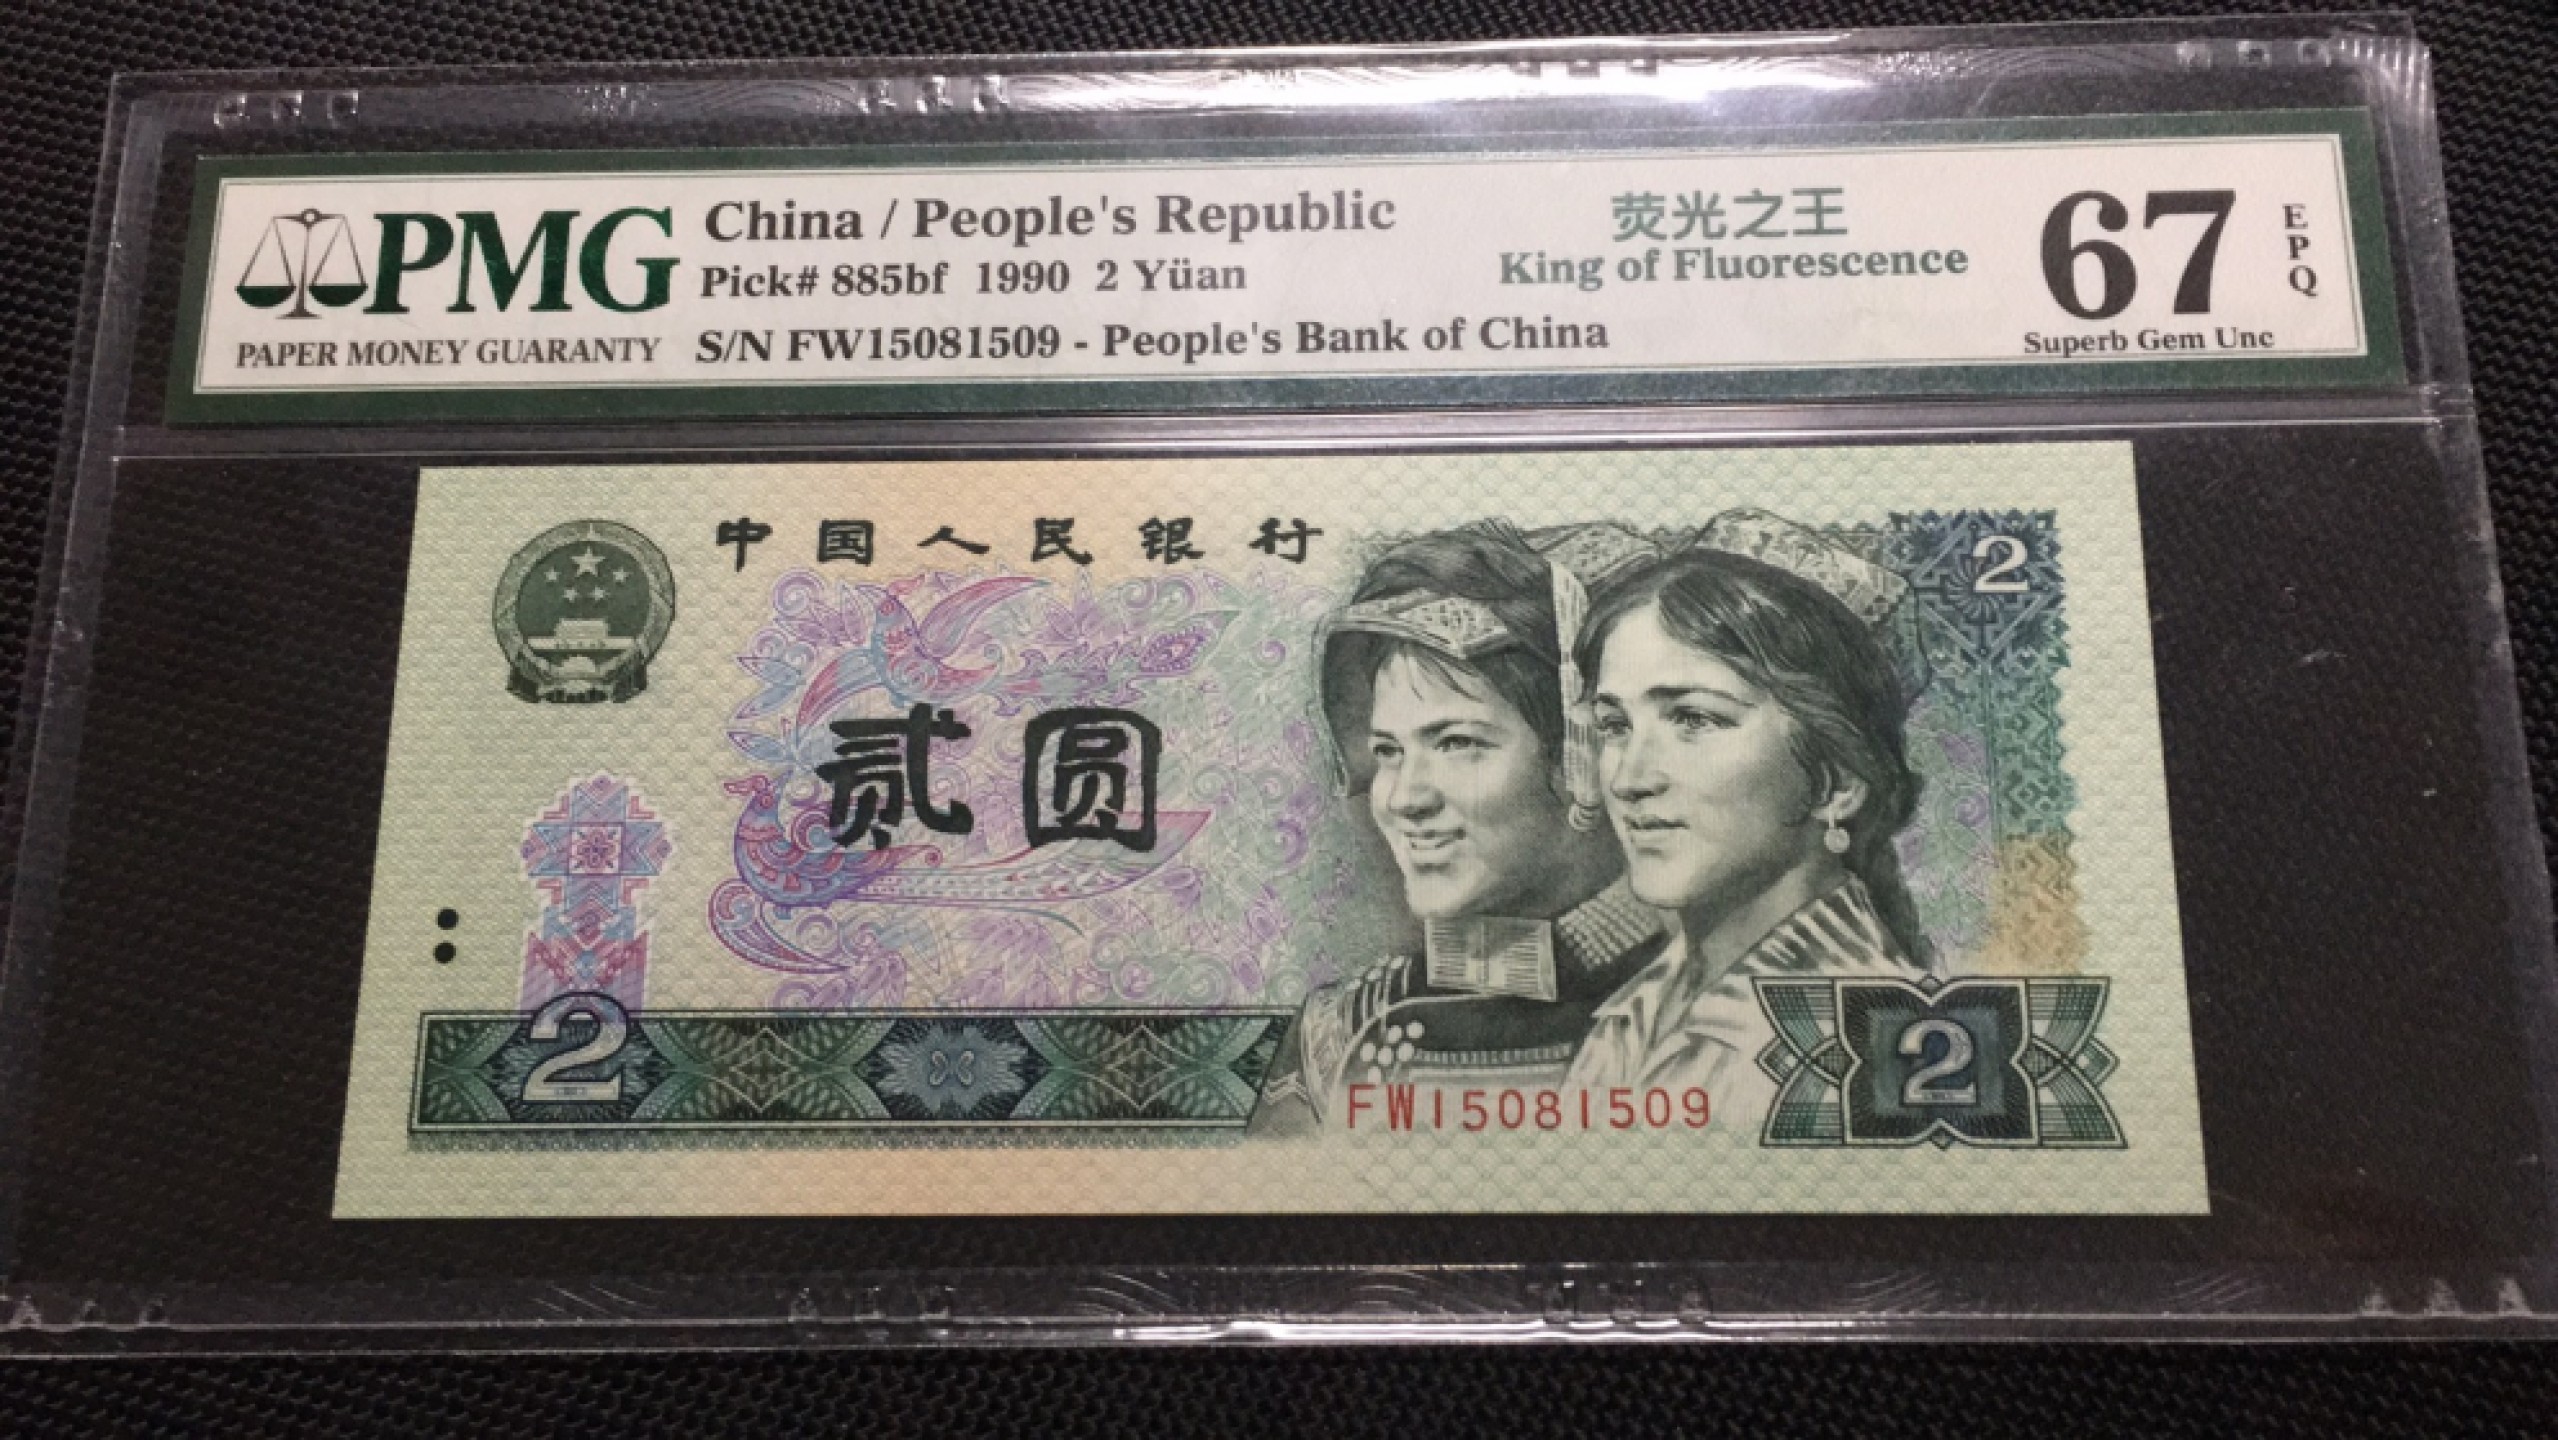 PMG
PAPER MONEY GUARANTY
China / People's Republic
Pick# 885bf 1990 2 Yüan
S/N FW15081509 - People's Bank of China
荧光之王
King of Fluorescence
67
EPQ
Superb Gem Unc
中国人民银行
2
贰圆
2
2
FW15081509